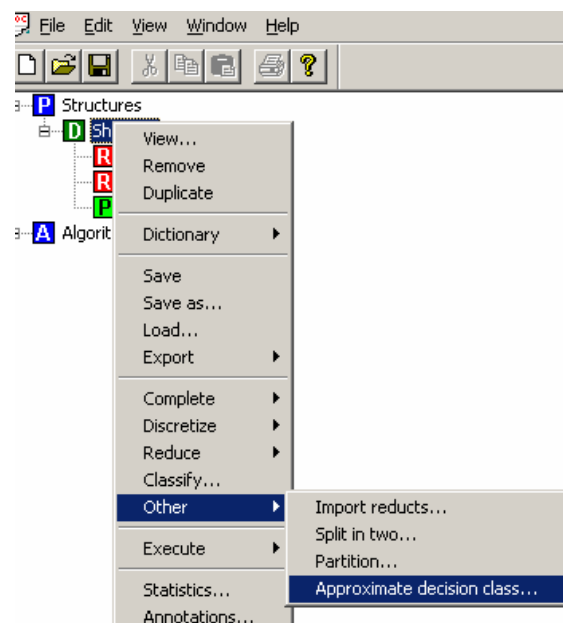 File Edit View Window Help
P Structures
D Sh
R
R
P
A Algorit
View...
Remove
Duplicate
Dictionary
Save
Save as...
Load...
Export
Complete
Discretize
Reduce
Classify...
Other
Execute
Statistics...
Annotations...
Import reducts...
Split in two...
Partition...
Approximate decision class...